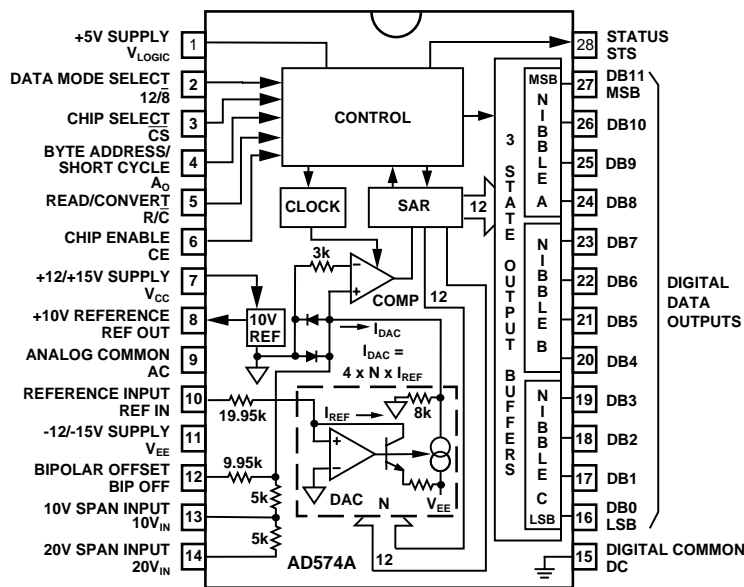 +5V SUPPLY
VLOGIC
1
DATA MODE SELECT
12/8̅
2
CHIP SELECT
C̅S̅
3
BYTE ADDRESS/
SHORT CYCLE
AO
4
READ/CONVERT
R/C̅
5
CHIP ENABLE
CE
6
+12/+15V SUPPLY
VCC
7
+10V REFERENCE
REF OUT
8
ANALOG COMMON
AC
9
REFERENCE INPUT
REF IN
10
-12/-15V SUPPLY
VEE
11
BIPOLAR OFFSET
BIP OFF
12
10V SPAN INPUT
10VIN
13
20V SPAN INPUT
20VIN
14
CONTROL
CLOCK
SAR
12
3k
COMP
12
10V
REF
IDAC
IDAC =
4 x N x IREF
19.95k
IREF
8k
9.95k
5k
5k
DAC
N
VEE
12
AD574A
3 STATE OUTPUT BUFFERS
MSB
NIBBLE A
NIBBLE B
NIBBLE C
LSB
28
STATUS
STS
27
DB11
MSB
26
DB10
25
DB9
24
DB8
23
DB7
22
DB6
21
DB5
20
DB4
19
DB3
18
DB2
17
DB1
16
DB0
LSB
15
DIGITAL COMMON
DC
DIGITAL
DATA
OUTPUTS